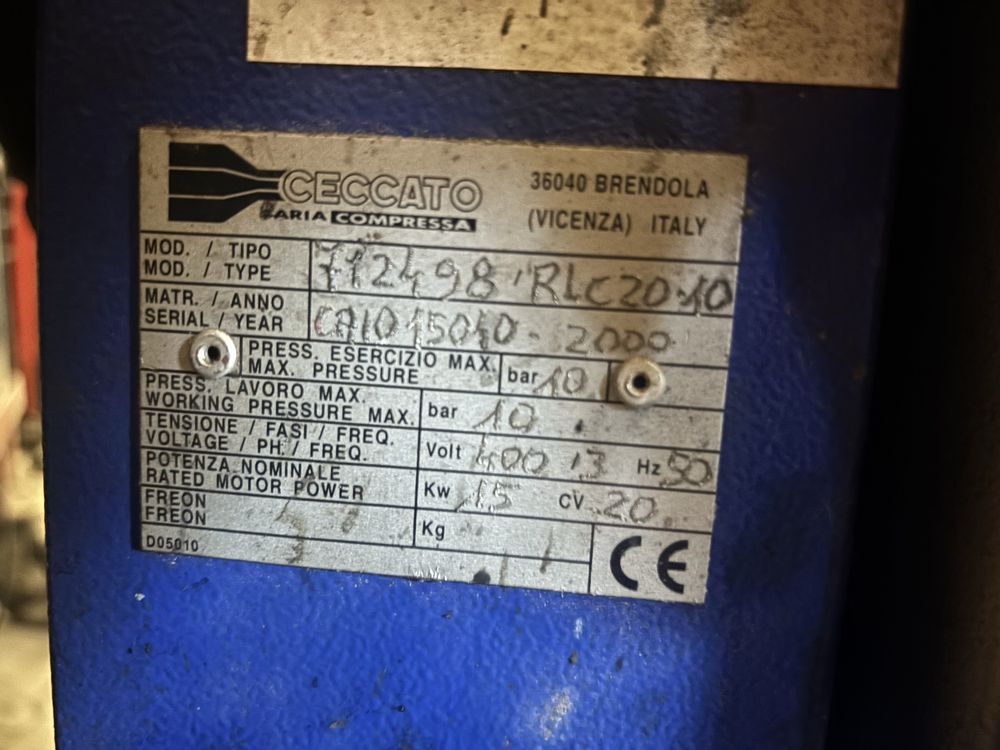 CECCATO
ARIA COMPRESSA
36040 BRENDOLA
(VICENZA) ITALY
MOD. / TIPO
MOD. / TYPE
712498 RLC20-10
MATR. / ANNO
SERIAL / YEAR
CAI015040-2000
PRESS. ESERCIZIO MAX.
MAX. PRESSURE
bar 10
PRESS. LAVORO MAX.
WORKING PRESSURE MAX.
bar 10
TENSIONE / FASI / FREQ.
VOLTAGE / PH. / FREQ.
Volt 400 / 3 Hz 50
POTENZA NOMINALE
RATED MOTOR POWER
Kw 15 CV 20
FREON
FREON
Kg
D05010
CE